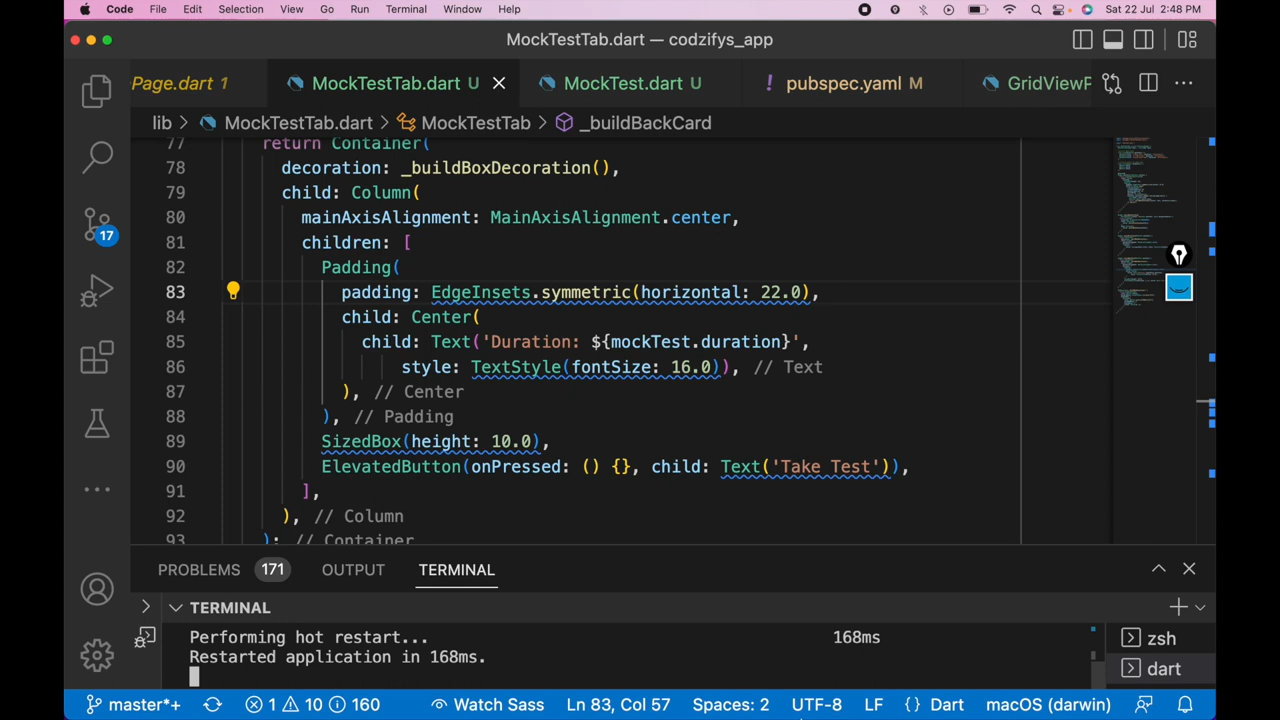 Code File Edit Selection View Go Run Terminal Window Help Sat 22 Jul 2:48 PM
MockTestTab.dart — codzifys_app
Page.dart 1 MockTestTab.dart U MockTest.dart U ! pubspec.yaml M GridViewP
lib > MockTestTab.dart > MockTestTab > _buildBackCard
77 return Container(
78 decoration: _buildBoxDecoration(),
79 child: Column(
80 mainAxisAlignment: MainAxisAlignment.center,
81 children: [
82 Padding(
83 padding: EdgeInsets.symmetric(horizontal: 22.0),
84 child: Center(
85 child: Text('Duration: ${mockTest.duration}',
86 style: TextStyle(fontSize: 16.0)), // Text
87 ), // Center
88 ), // Padding
89 SizedBox(height: 10.0),
90 ElevatedButton(onPressed: () {}, child: Text('Take Test')),
91 ],
92 ), // Column
93 ); // Container
17
PROBLEMS 171 OUTPUT TERMINAL
TERMINAL
Performing hot restart... 168ms
Restarted application in 168ms.
zsh
dart
master*+ 1 10 160 Watch Sass Ln 83, Col 57 Spaces: 2 UTF-8 LF {} Dart macOS (darwin)